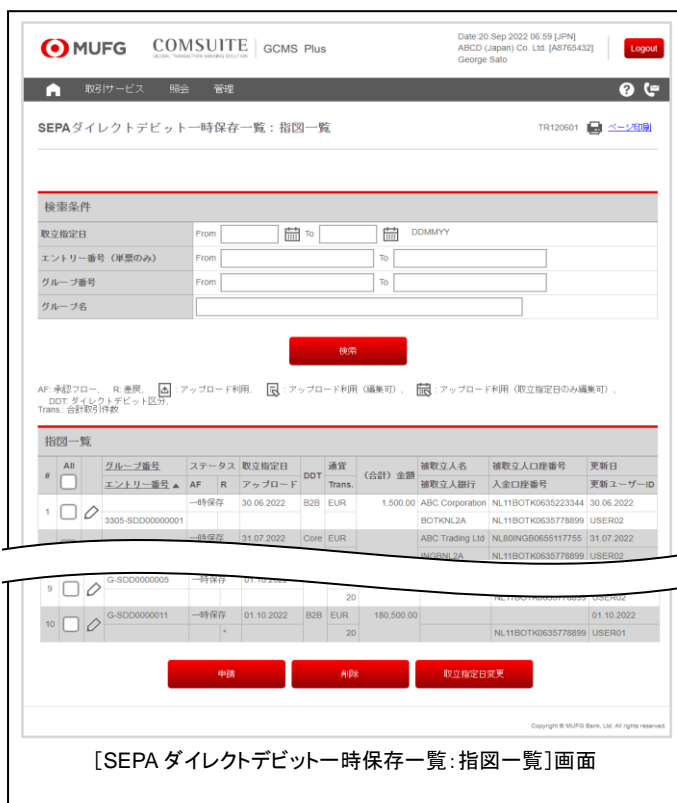 MUFG COMSUITE GCMS Plus
Date:20 Sep.2022 06:59 [JPN]
ABCD (Japan) Co. Ltd. [A8765432]
George Sato
Logout
取引サービス 照会 管理
SEPAダイレクトデビット一時保存一覧：指図一覧
TR120601 ページ印刷
検索条件
取立指定日 From To DDMMYY
エントリー番号（単票のみ） From To
グループ番号 From To
グループ名
検索
AF: 承認フロー、 R: 差戻、 : アップロード利用、 : アップロード利用（編集可）、 : アップロード利用（取立指定日のみ編集可）、
DDT: ダイレクトデビット区分、
Trans.: 合計取引件数
指図一覧
# All グループ番号 ステータス 取立指定日 DDT 通貨 （合計）金額 被取立人名 被取立人口座番号 更新日
エントリー番号▲ AF R アップロード Trans. 被取立人銀行 入金口座番号 更新ユーザーID
1 一時保存 30.06.2022 B2B EUR 1,500.00 ABC Corporation NL11BOTK0635223344 30.06.2022
3305-SDD00000001 BOTKNL2A NL11BOTK0635778899 USER02
一時保存 31.07.2022 Core EUR ABC Trading Ltd NL80INGB0655117755 31.07.2022
INGBNL2A NL11BOTK0635778899 USER02
9 G-SDD0000005 一時保存 01.10.2022
20 NL11BOTK0635778899 USER02
10 G-SDD0000011 一時保存 01.10.2022 B2B EUR 180,500.00 01.10.2022
* 20 NL11BOTK0635778899 USER01
申請 削除 取立指定日変更
Copyright © MUFG Bank, Ltd. All rights reserved.
[SEPA ダイレクトデビット一時保存一覧：指図一覧]画面